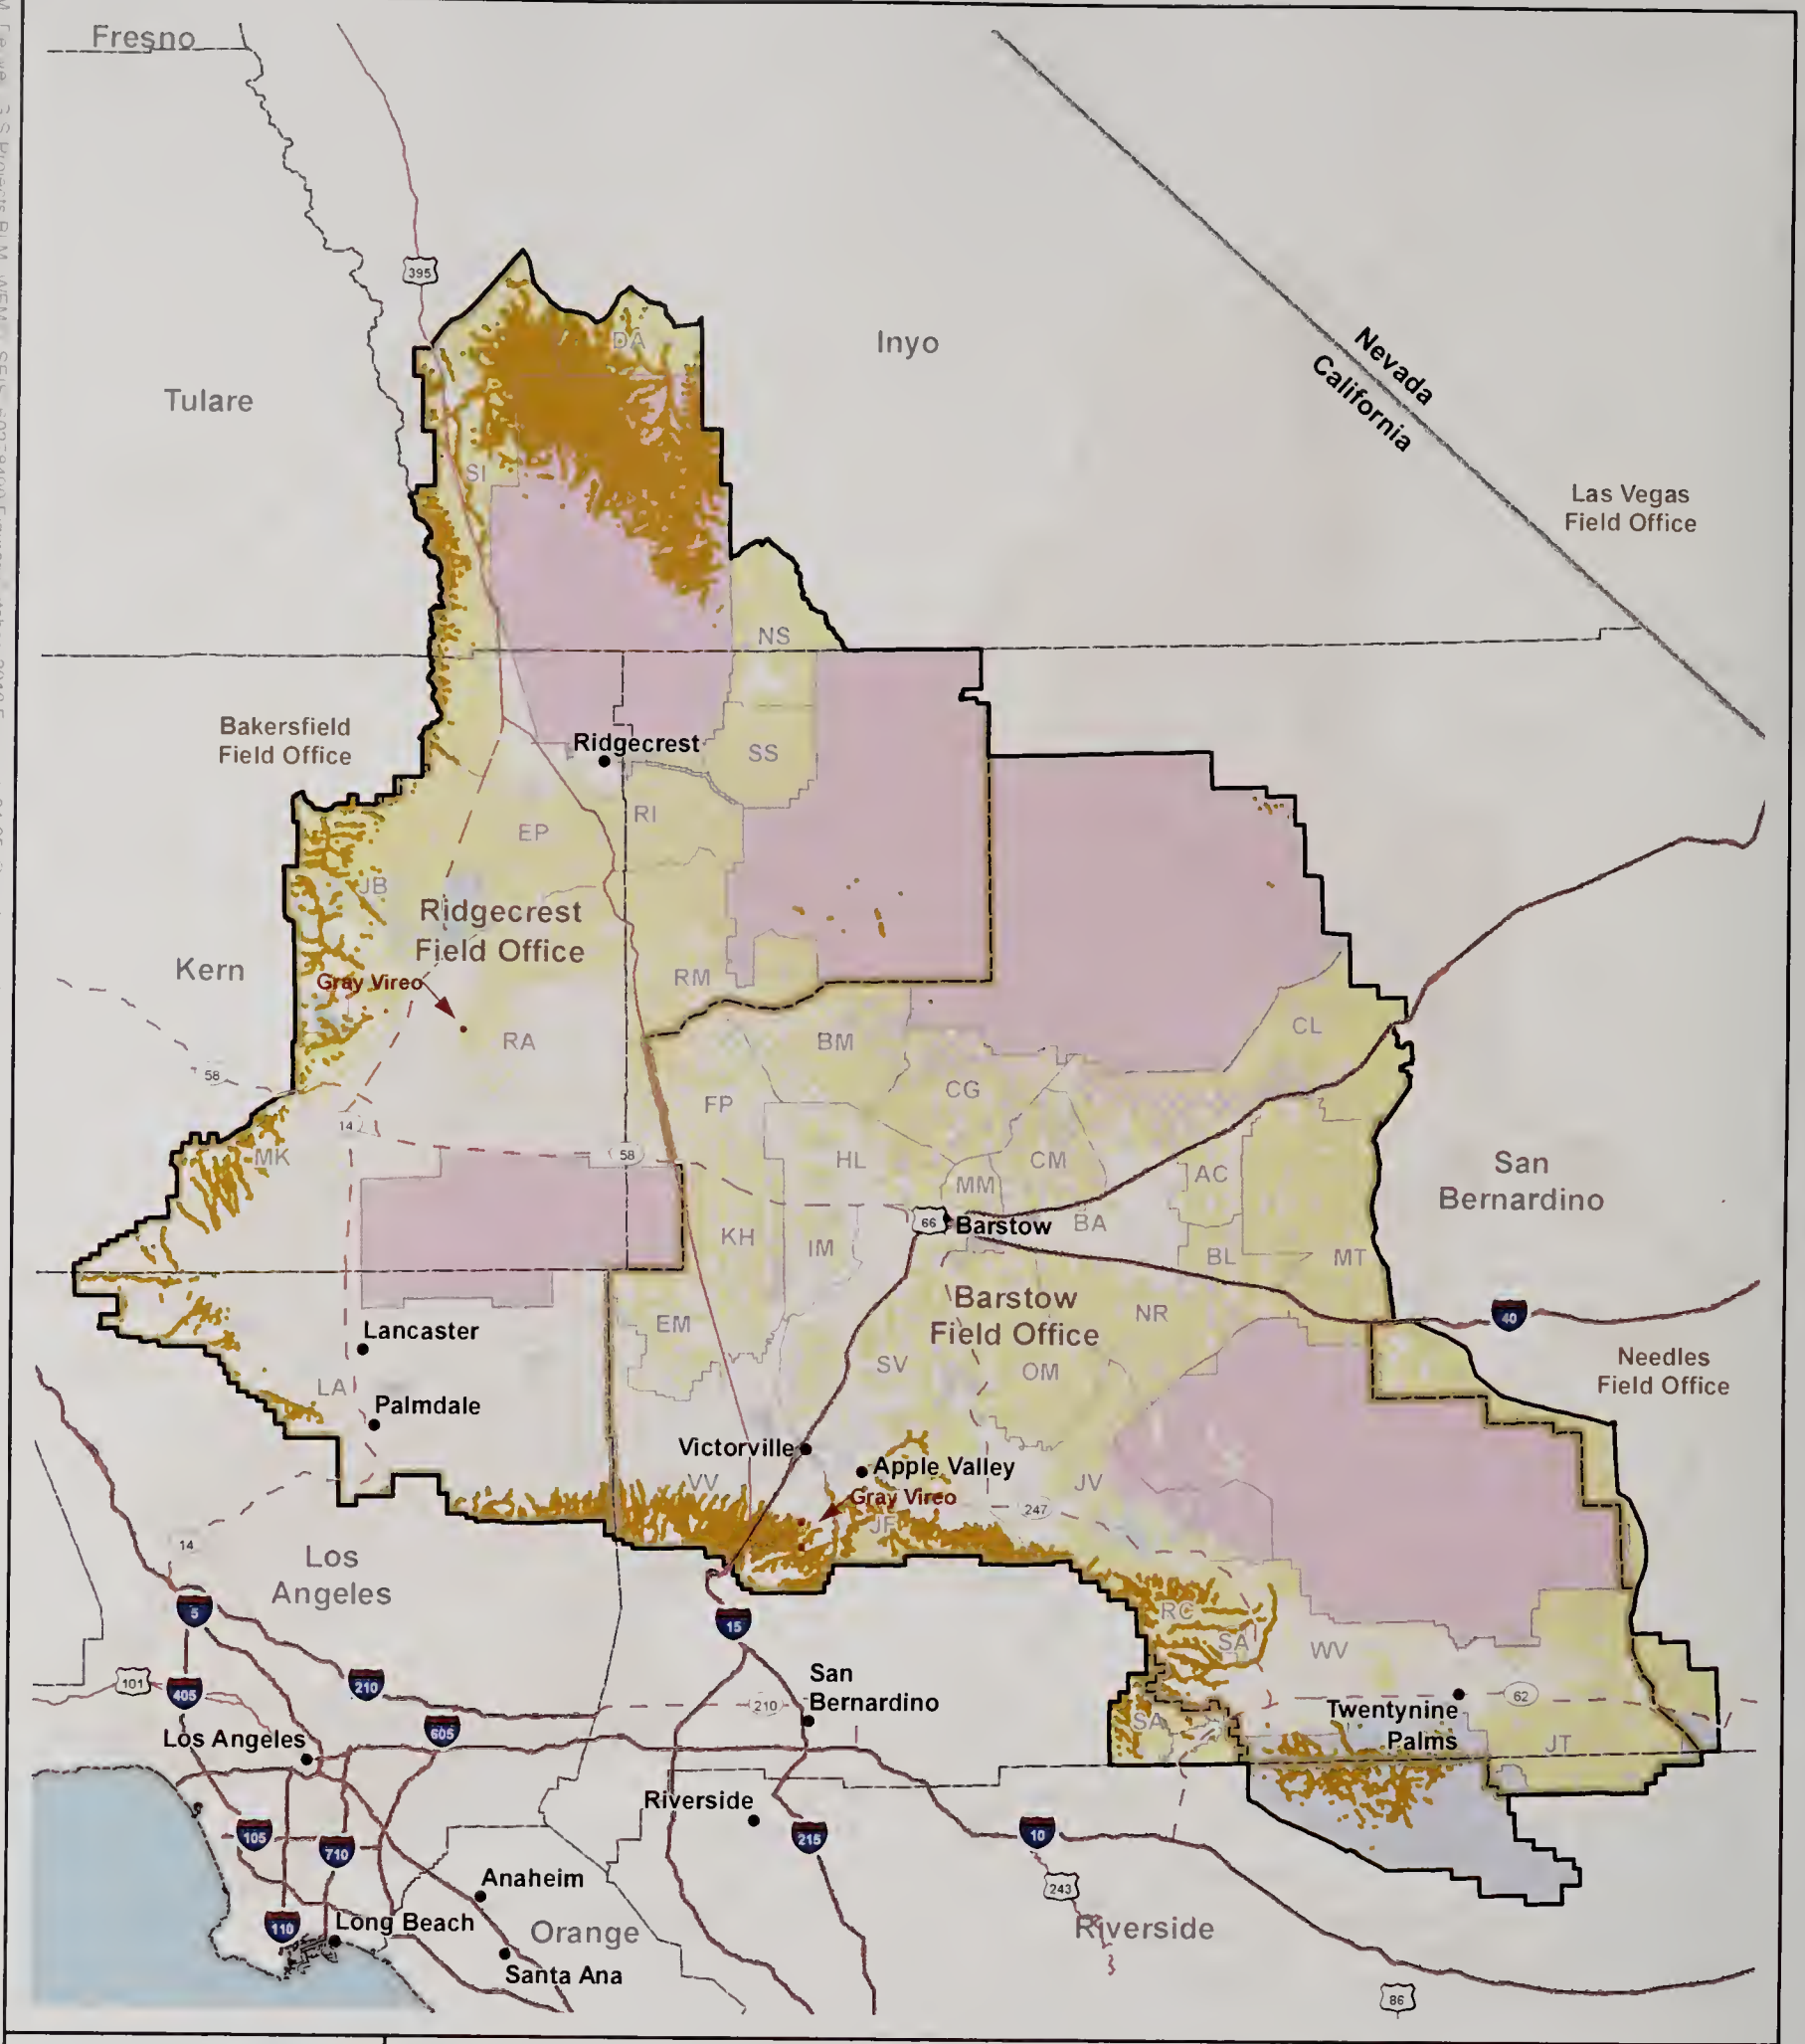 Fresno
395
DA
Inyo
Nevada
California
Tulare
SI
Las Vegas
Field Office
NS
Bakersfield
Field Office
Ridgecrest
SS
RI
EP
JB
Ridgecrest
Field Office
Kern
Gray Vireo
RM
RA
BM
CL
58
CG
FP
14
MK
58
HL
CM
MM
AC
San
Bernardino
66
Barstow
BA
KH
IM
BL
MT
Barstow
Field Office
NR
40
EM
Lancaster
SV
OM
Needles
Field Office
LA
Palmdale
Victorville
Apple Valley
VV
Gray Vireo
JV
247
JF
14
Los
Angeles
5
15
RC
SA
WV
101
405
210
San
Bernardino
210
62
Twentynine
Palms
SA
605
Los Angeles
JT
Riverside
105
710
215
10
Anaheim
243
110
Long Beach
Orange
Riverside
Santa Ana
86